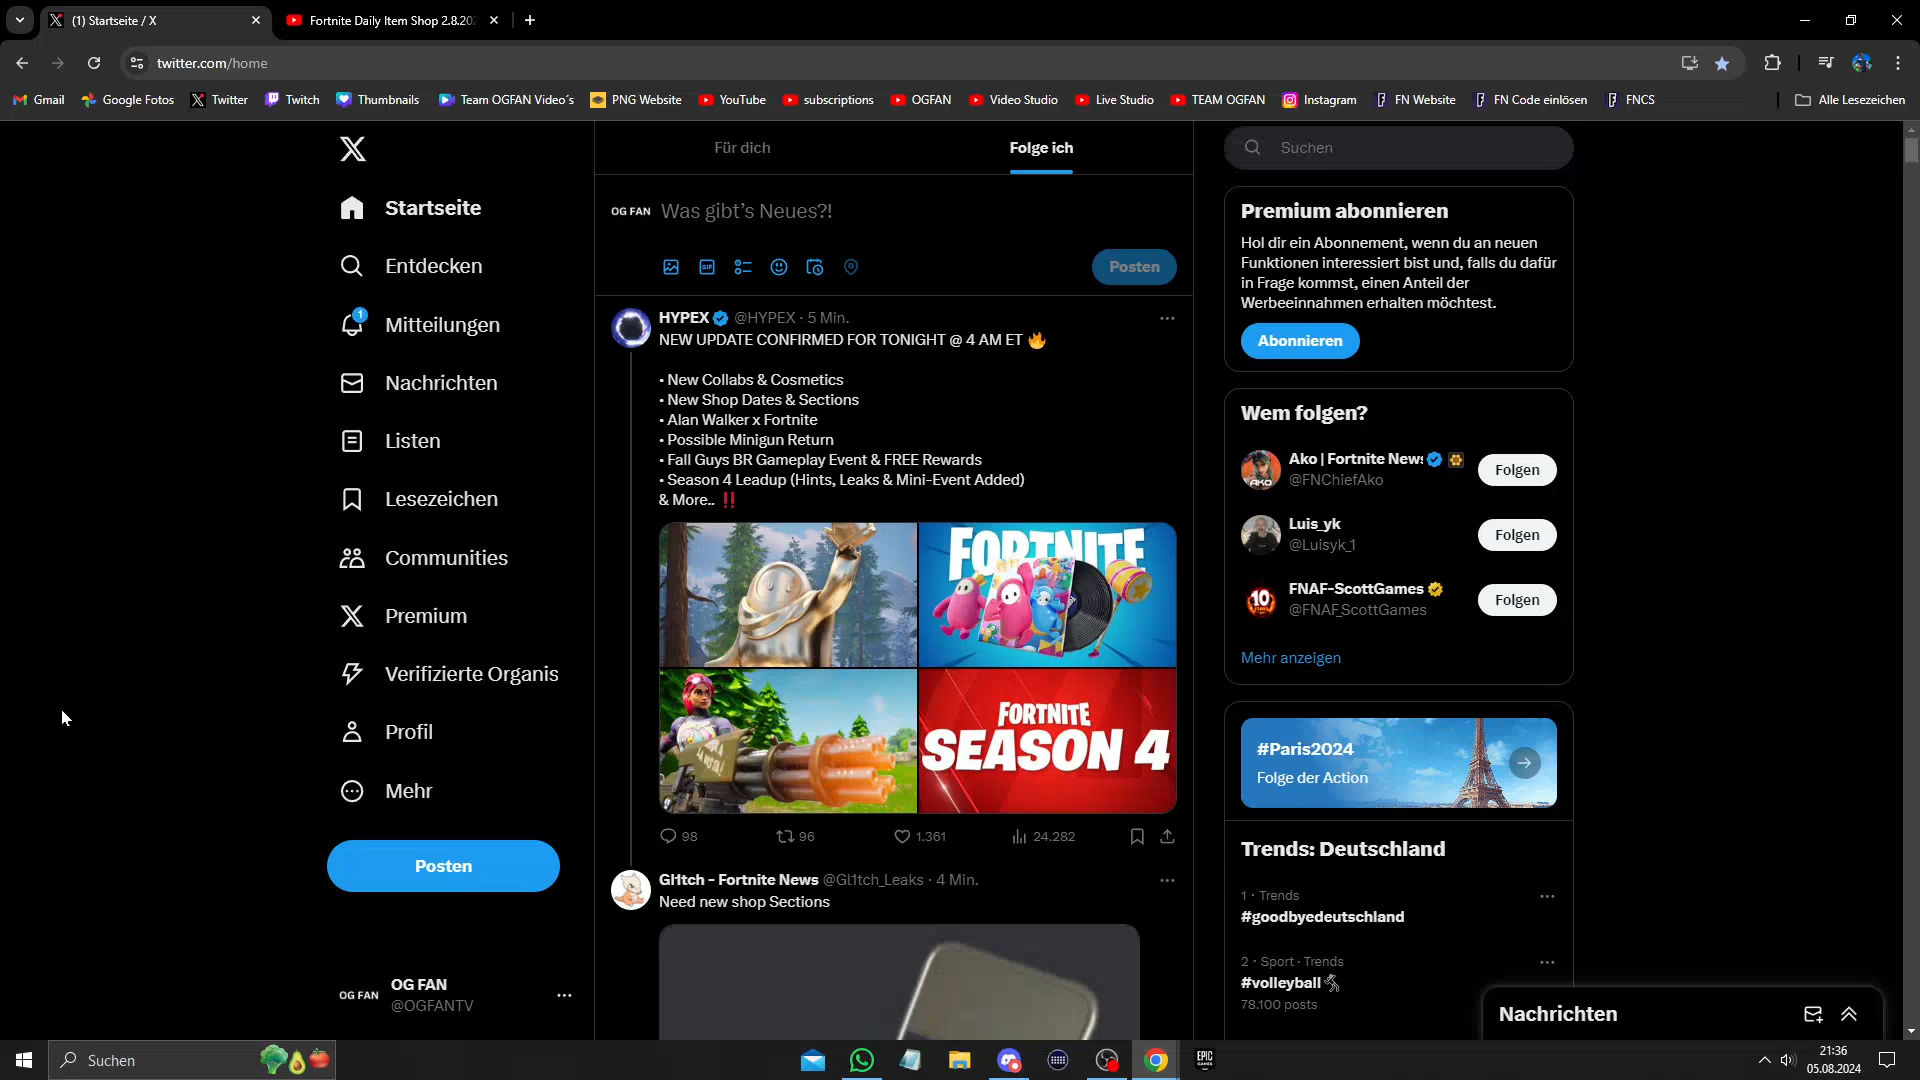 (1) Startseite / X
Fortnite Daily Item Shop 2.8.202
twitter.com/home
Gmail
Google Fotos
Twitter
Twitch
Thumbnails
Team OGFAN Video´s
PNG Website
YouTube
subscriptions
OGFAN
Video Studio
Live Studio
TEAM OGFAN
Instagram
FN Website
FN Code einlösen
FNCS
Alle Lesezeichen
Startseite
Entdecken
1
Mitteilungen
Nachrichten
Listen
Lesezeichen
Communities
Premium
Verifizierte Organis
Profil
Mehr
Posten
OG FAN
OG FAN
@OGFANTV
Für dich
Folge ich
OG FAN
Was gibt's Neues?!
GIF
Posten
HYPEX @HYPEX · 5 Min.
NEW UPDATE CONFIRMED FOR TONIGHT @ 4 AM ET 🔥
• New Collabs & Cosmetics
• New Shop Dates & Sections
• Alan Walker x Fortnite
• Possible Minigun Return
• Fall Guys BR Gameplay Event & FREE Rewards
• Season 4 Leadup (Hints, Leaks & Mini-Event Added)
& More.. ‼️
FORTNITE
FORTNITE
SEASON 4
98
96
1.361
24.282
Gl1tch - Fortnite News @Gl1tch_Leaks · 4 Min.
Need new shop Sections
Suchen
Premium abonnieren
Hol dir ein Abonnement, wenn du an neuen
Funktionen interessiert bist und, falls du dafür
in Frage kommst, einen Anteil der
Werbeeinnahmen erhalten möchtest.
Abonnieren
Wem folgen?
AKO
Ako | Fortnite News
@FNChiefAko
Folgen
Luis_yk
@Luisyk_1
Folgen
10
FNAF-ScottGames
@FNAF_ScottGames
Folgen
Mehr anzeigen
#Paris2024
Folge der Action
Trends: Deutschland
1 · Trends
#goodbyedeutschland
2 · Sport · Trends
#volleyball
78.100 posts
Nachrichten
Suchen
EPIC
GAMES
21:36
05.08.2024